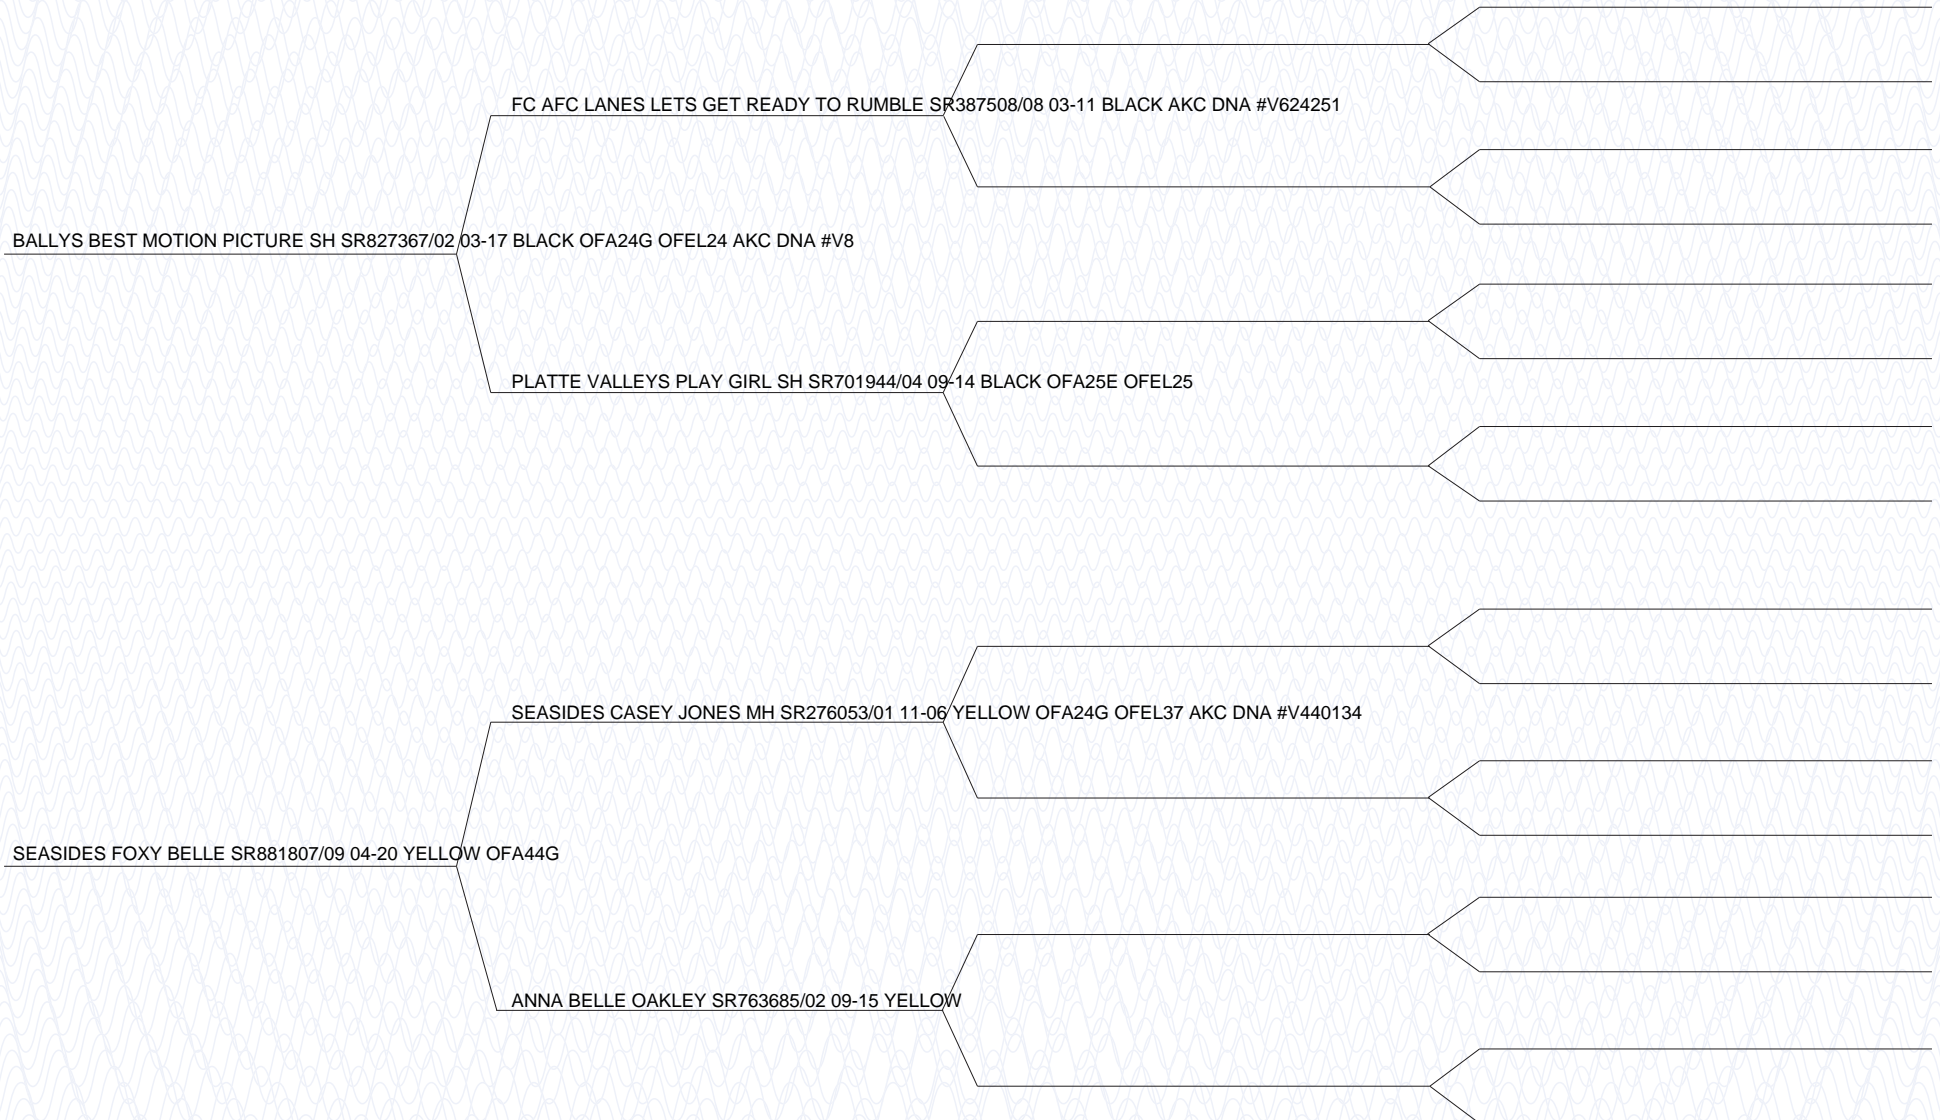 FC AFC LANES LETS GET READY TO RUMBLE SR387508/08 03-11 BLACK AKC DNA #V624251
BALLYS BEST MOTION PICTURE SH SR827367/02 03-17 BLACK OFA24G OFEL24 AKC DNA #V8
PLATTE VALLEYS PLAY GIRL SH SR701944/04 09-14 BLACK OFA25E OFEL25
SEASIDES CASEY JONES MH SR276053/01 11-06 YELLOW OFA24G OFEL37 AKC DNA #V440134
SEASIDES FOXY BELLE SR881807/09 04-20 YELLOW OFA44G
ANNA BELLE OAKLEY SR763685/02 09-15 YELLOW